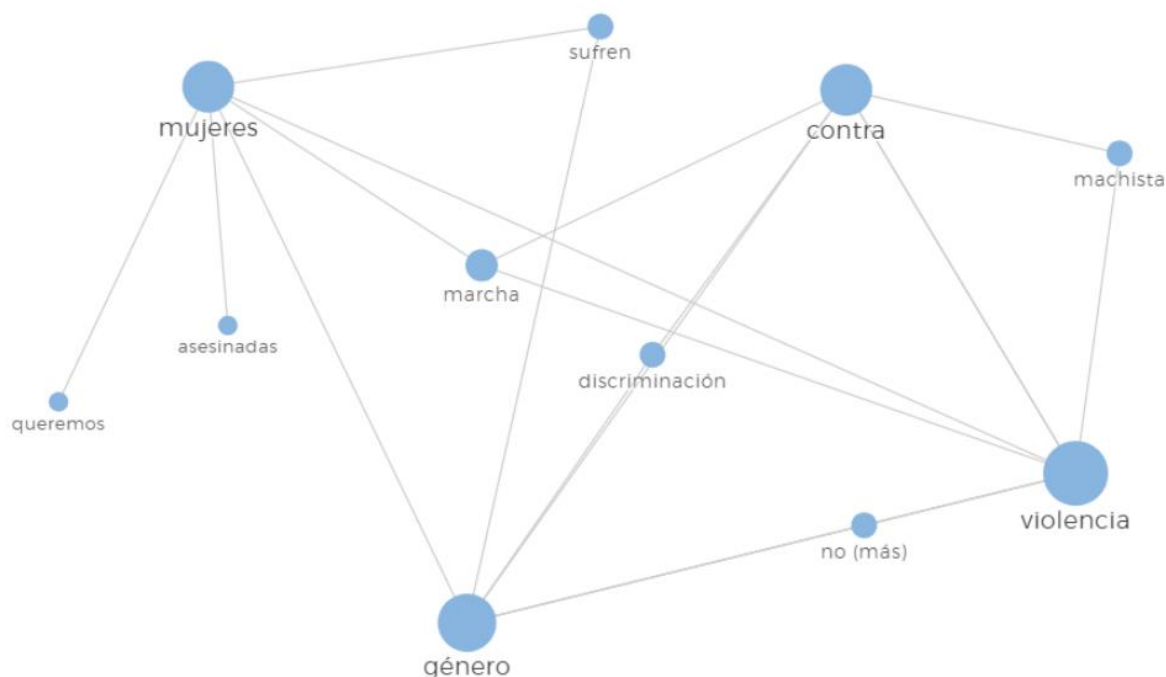 sufren
mujeres
contra
machista
marcha
asesinadas
discriminación
queremos
violencia
no (más)
género